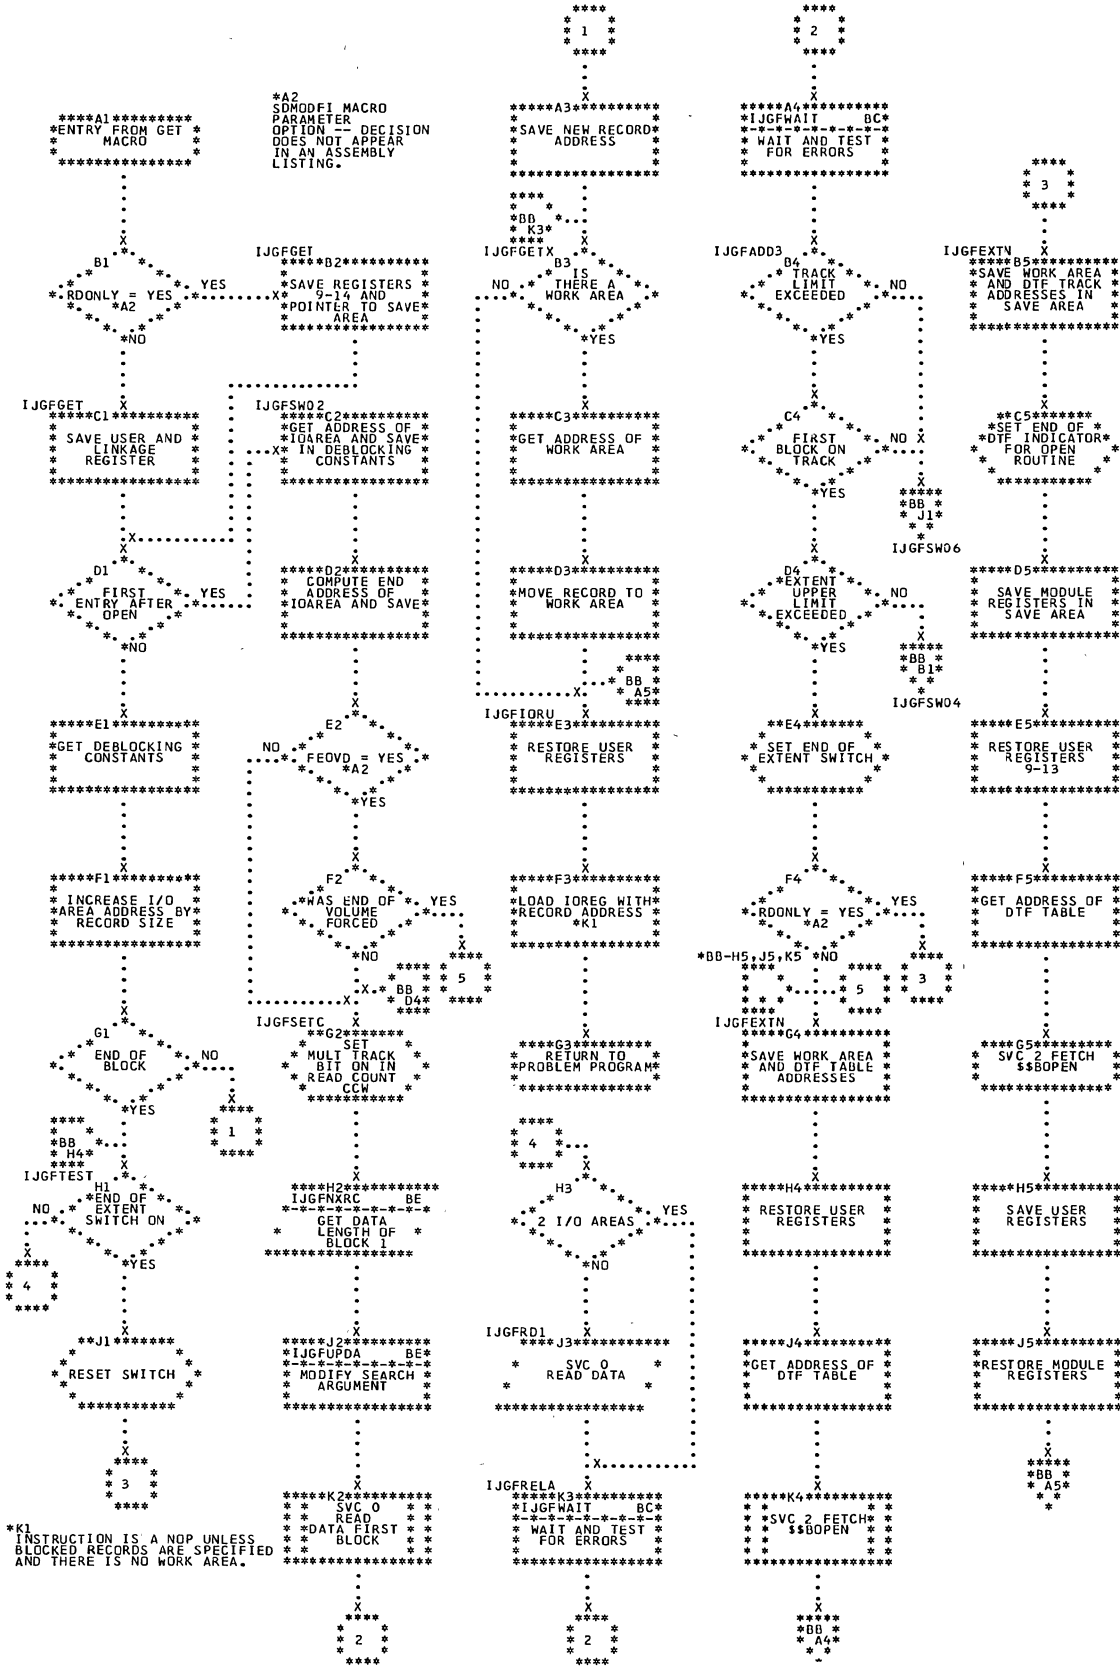 1
2
*A2
SDMODFI MACRO
PARAMETER
OPTION -- DECISION
DOES NOT APPEAR
IN AN ASSEMBLY
LISTING.
A1
ENTRY FROM GET
MACRO
A3
SAVE NEW RECORD
ADDRESS
A4
IJGFWAIT BC
WAIT AND TEST
FOR ERRORS
3
BB
K3
IJGFGET
IJGFGETX
IJGFADD3
IJGFEXTN
B1
RDONLY = YES
*A2
YES
NO
B2
SAVE REGISTERS
9-14 AND
POINTER TO SAVE
AREA
B3
IS
THERE A
WORK AREA
NO
YES
B4
TRACK
LIMIT
EXCEEDED
NO
YES
B5
SAVE WORK AREA
AND DTF TRACK
ADDRESSES IN
SAVE AREA
IJGFGET
C1
SAVE USER AND
LINKAGE
REGISTER
IJGFSW02
C2
GET ADDRESS OF
IOAREA AND SAVE
IN DEBLOCKING
CONSTANTS
C3
GET ADDRESS OF
WORK AREA
C4
FIRST
BLOCK ON
TRACK
NO
YES
C5
SET END OF
DTF INDICATOR
FOR OPEN
ROUTINE
BB
J1
IJGFSW06
D1
FIRST
ENTRY AFTER
OPEN
YES
NO
D2
COMPUTE END
ADDRESS OF
IOAREA AND SAVE
D3
MOVE RECORD TO
WORK AREA
D4
EXTENT
UPPER
LIMIT
EXCEEDED
NO
YES
D5
SAVE MODULE
REGISTERS IN
SAVE AREA
BB
A5
BB
B1
IJGFSW04
E1
GET DEBLOCKING
CONSTANTS
E2
FEOVD = YES
*A2
NO
YES
IJGFIORU
E3
RESTORE USER
REGISTERS
E4
SET END OF
EXTENT SWITCH
E5
RESTORE USER
REGISTERS
9-13
F1
INCREASE I/O
AREA ADDRESS BY
RECORD SIZE
F2
WAS END OF
VOLUME
FORCED
YES
NO
F3
LOAD IOREG WITH
RECORD ADDRESS
*K1
F4
RDONLY = YES
*A2
YES
NO
F5
GET ADDRESS OF
DTF TABLE
BB
D4
5
*BB-H5,J5,K5
5
3
G1
END OF
BLOCK
NO
YES
IJGFSETC
G2
SET
MULT TRACK
BIT ON IN
READ COUNT
CCW
G3
RETURN TO
PROBLEM PROGRAM
IJGFEXTN
G4
SAVE WORK AREA
AND DTF TABLE
ADDRESSES
G5
SVC 2 FETCH
$$BOPEN
1
BB
H4
4
IJGFTEST
H1
END OF
EXTENT
SWITCH ON
NO
YES
H2
IJGFNXRC BE
GET DATA
LENGTH OF
BLOCK 1
H3
2 I/O AREAS
YES
NO
H4
RESTORE USER
REGISTERS
H5
SAVE USER
REGISTERS
4
J1
RESET SWITCH
J2
IJGFUPDA BE
MODIFY SEARCH
ARGUMENT
IJGFRD1
J3
SVC 0
READ DATA
J4
GET ADDRESS OF
DTF TABLE
J5
RESTORE MODULE
REGISTERS
3
BB
A5
*K1
INSTRUCTION IS A NOP UNLESS
BLOCKED RECORDS ARE SPECIFIED
AND THERE IS NO WORK AREA.
K2
SVC 0
READ
DATA FIRST
BLOCK
IJGFRELA
K3
IJGFWAIT BC
WAIT AND TEST
FOR ERRORS
K4
SVC 2 FETCH
$$BOPEN
2
2
BB
A4